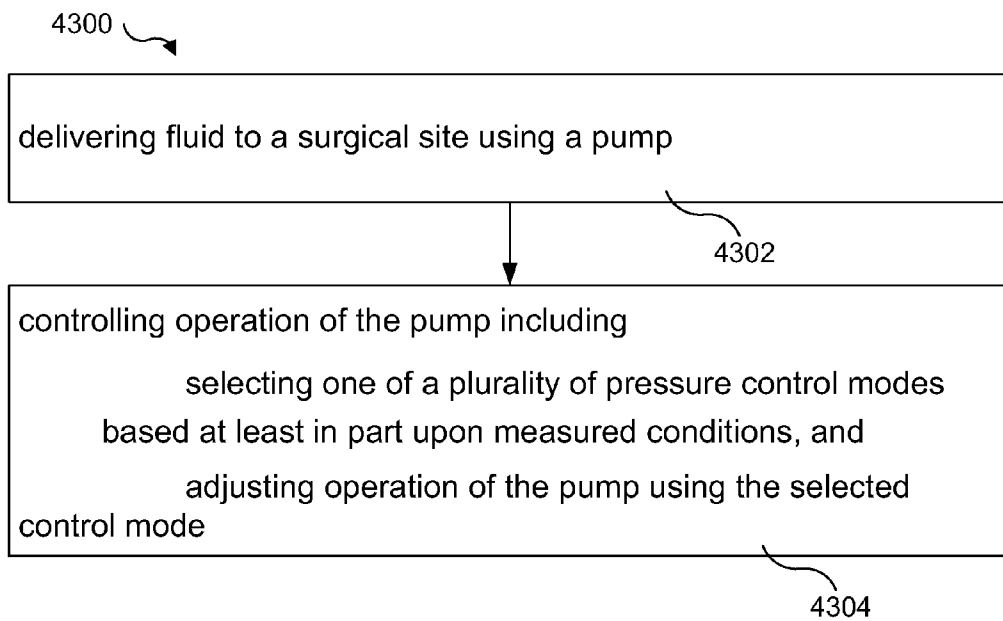 4300
delivering fluid to a surgical site using a pump
4302
controlling operation of the pump including
selecting one of a plurality of pressure control modes
based at least in part upon measured conditions, and
adjusting operation of the pump using the selected
control mode
4304